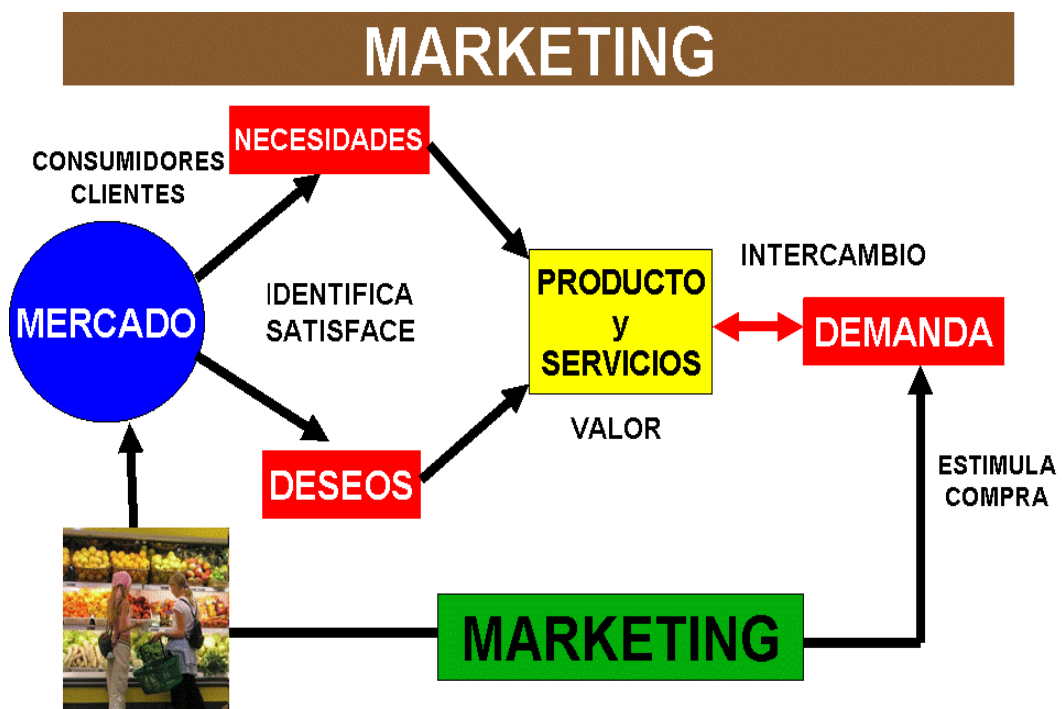 MARKETING
NECESIDADES
CONSUMIDORES
CLIENTES
MERCADO
IDENTIFICA
SATISFACE
DESEOS
PRODUCTO
y
SERVICIOS
VALOR
INTERCAMBIO
DEMANDA
ESTIMULA
COMPRA
MARKETING